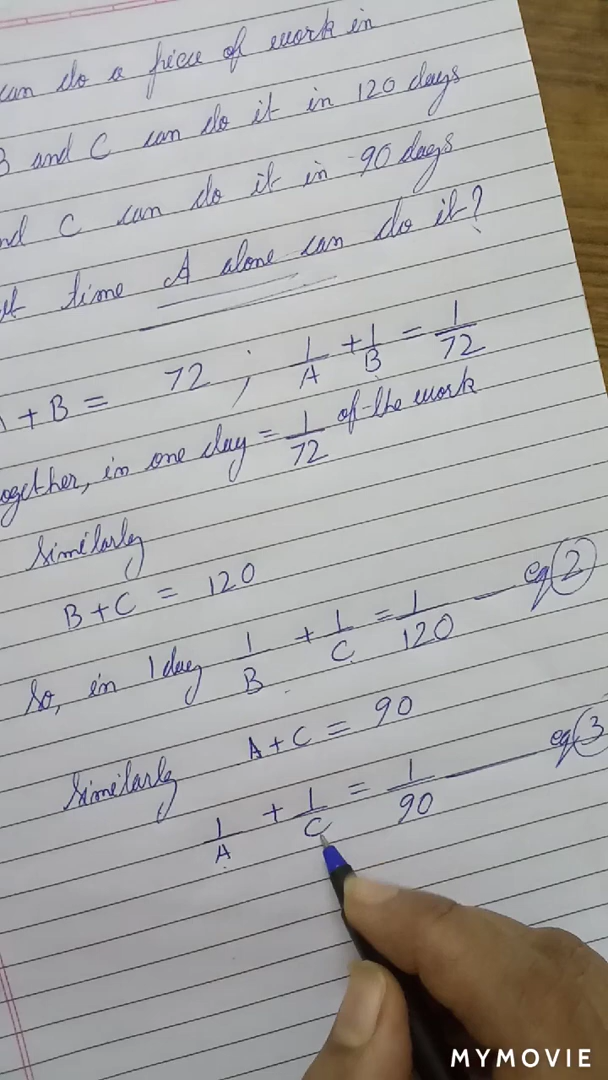 can do a piece of work in
B and C can do it in 120 days
and C can do it in 90 days
time A alone can do it?
A + B = 72 ; 1/A + 1/B = 1/72
together, in one day = 1/72 of the work
Similarly
B + C = 120
So, in 1 day 1/B + 1/C = 1/120 — eq 2
Similarly A + C = 90
1/A + 1/C = 1/90 — eq 3
MYMOVIE